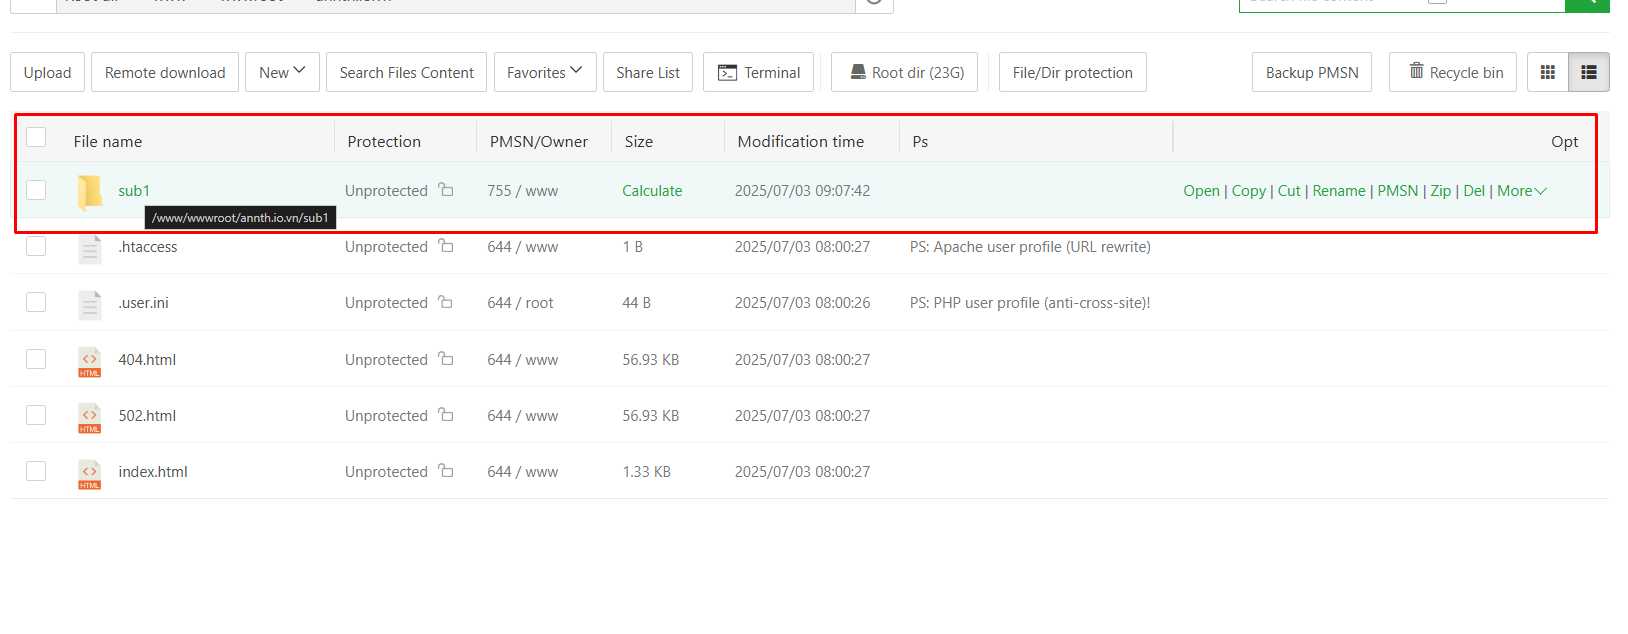 Upload Remote download New Search Files Content Favorites Share List Terminal Root dir (23G) File/Dir protection Backup PMSN Recycle bin
File name Protection PMSN/Owner Size Modification time Ps Opt
sub1 Unprotected 755 / www Calculate 2025/07/03 09:07:42 Open | Copy | Cut | Rename | PMSN | Zip | Del | More
/www/wwwroot/annth.io.vn/sub1
.htaccess Unprotected 644 / www 1 B 2025/07/03 08:00:27 PS: Apache user profile (URL rewrite)
.user.ini Unprotected 644 / root 44 B 2025/07/03 08:00:26 PS: PHP user profile (anti-cross-site)!
HTML 404.html Unprotected 644 / www 56.93 KB 2025/07/03 08:00:27
HTML 502.html Unprotected 644 / www 56.93 KB 2025/07/03 08:00:27
HTML index.html Unprotected 644 / www 1.33 KB 2025/07/03 08:00:27